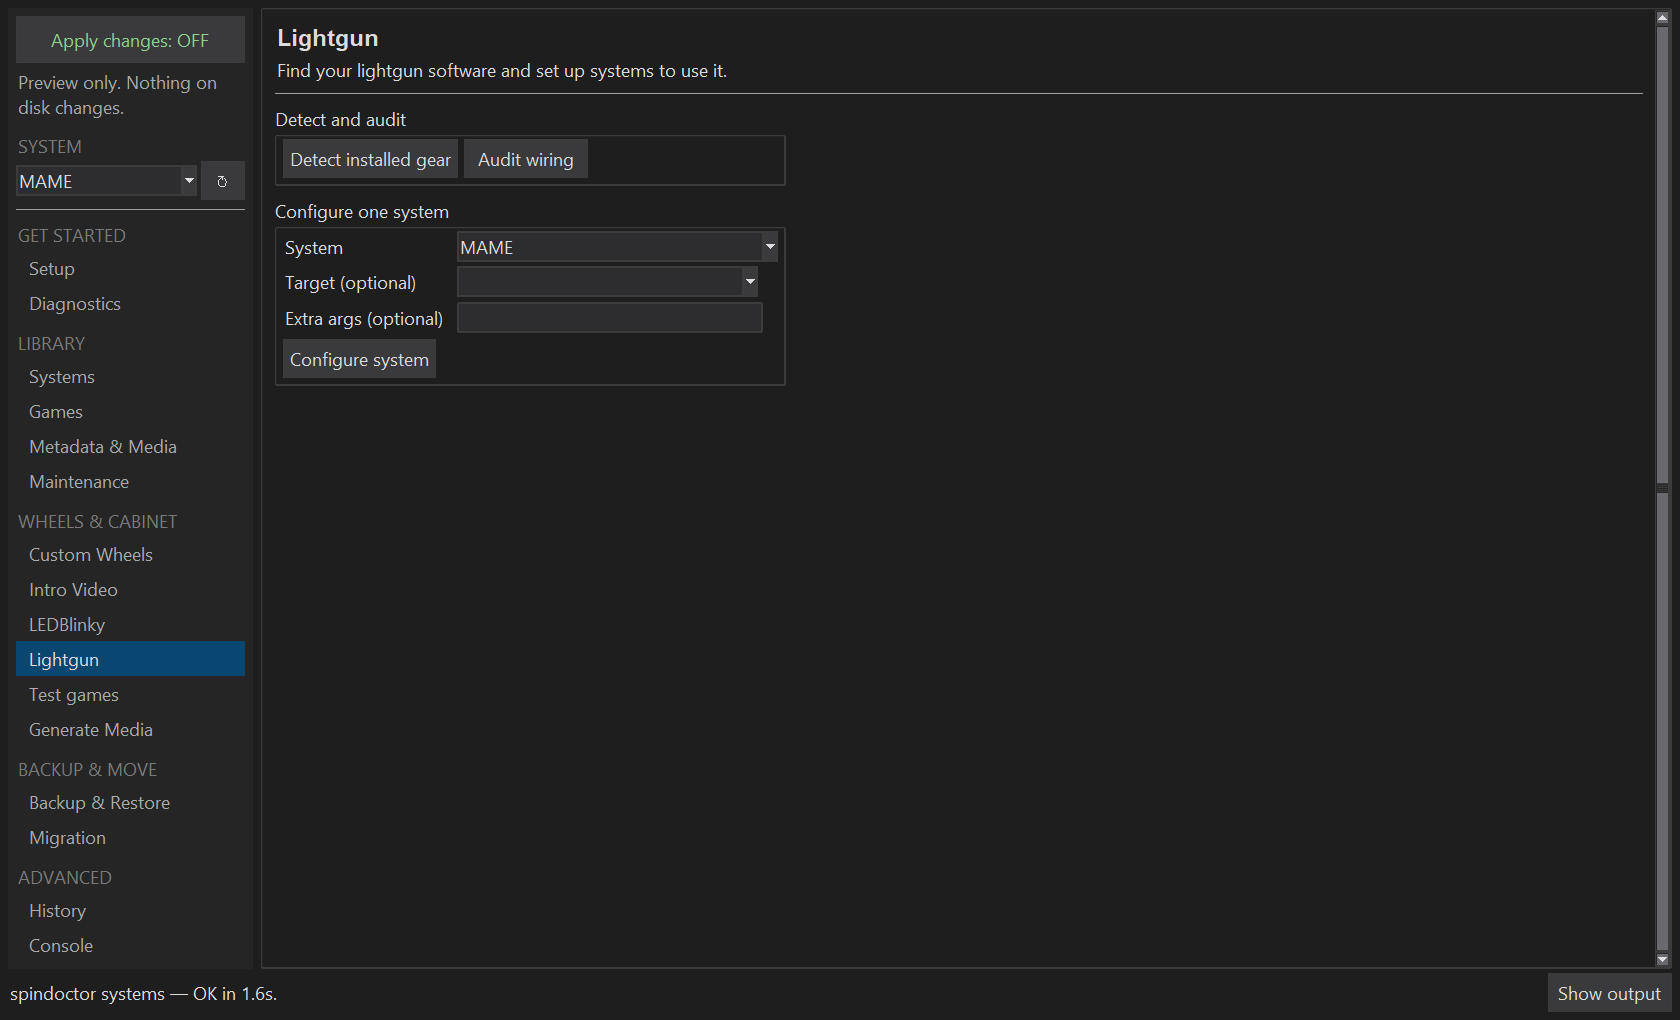 Apply changes: OFF
Preview only. Nothing on
disk changes.
SYSTEM
MAME
GET STARTED
Setup
Diagnostics
LIBRARY
Systems
Games
Metadata & Media
Maintenance
WHEELS & CABINET
Custom Wheels
Intro Video
LEDBlinky
Lightgun
Test games
Generate Media
BACKUP & MOVE
Backup & Restore
Migration
ADVANCED
History
Console
Lightgun
Find your lightgun software and set up systems to use it.
Detect and audit
Detect installed gear Audit wiring
Configure one system
System MAME
Target (optional)
Extra args (optional)
Configure system
spindoctor systems — OK in 1.6s.
Show output